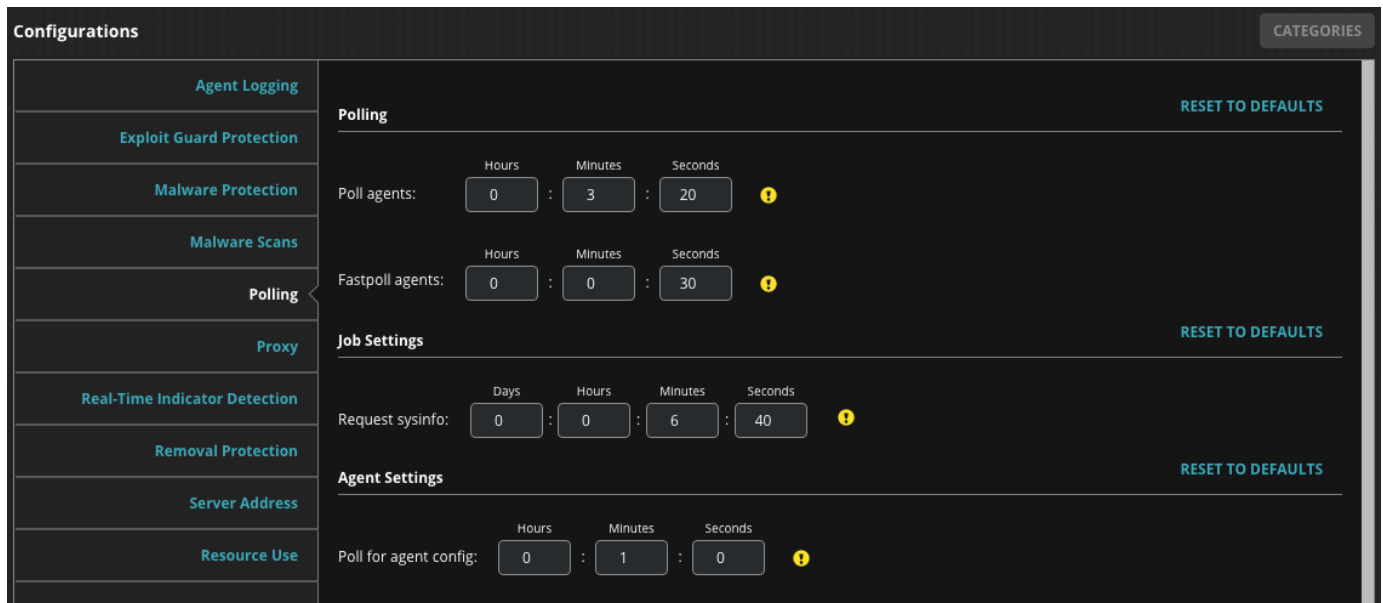 Configurations
CATEGORIES
Agent Logging
Exploit Guard Protection
Malware Protection
Malware Scans
Polling
Proxy
Real-Time Indicator Detection
Removal Protection
Server Address
Resource Use
RESET TO DEFAULTS
Polling
Hours Minutes Seconds
Poll agents: 0 : 3 : 20
Hours Minutes Seconds
Fastpoll agents: 0 : 0 : 30
RESET TO DEFAULTS
Job Settings
Days Hours Minutes Seconds
Request sysinfo: 0 : 0 : 6 : 40
RESET TO DEFAULTS
Agent Settings
Hours Minutes Seconds
Poll for agent config: 0 : 1 : 0